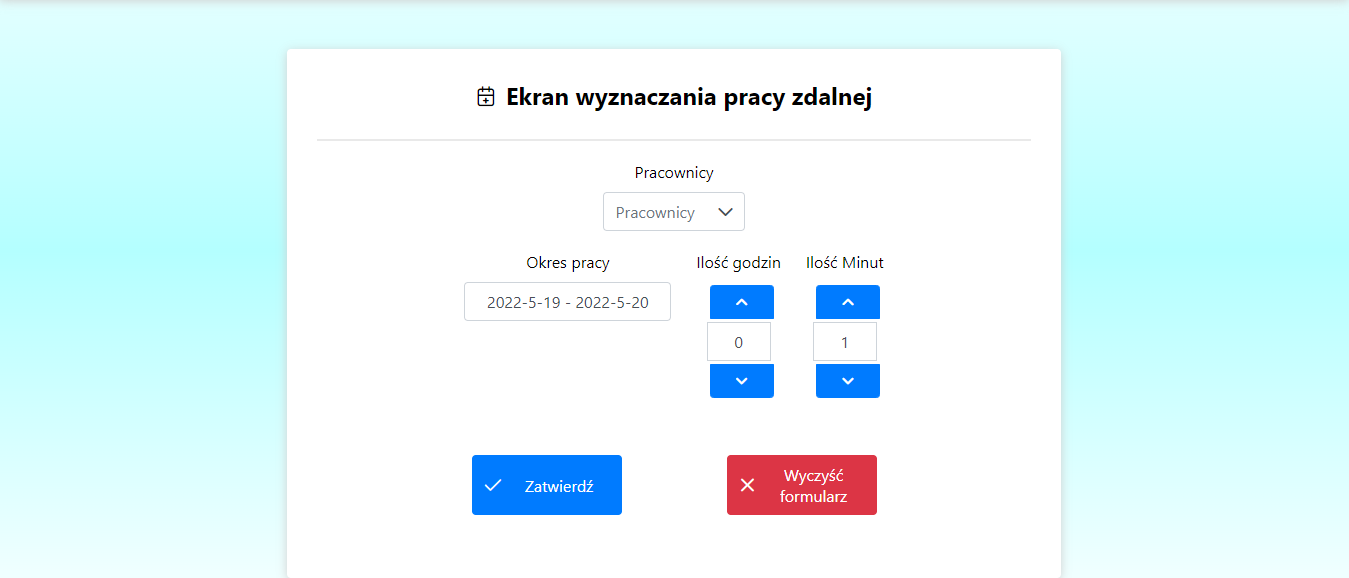 Ekran wyznaczania pracy zdalnej
Pracownicy
Pracownicy
Okres pracy
Ilość godzin
Ilość Minut
2022-5-19 - 2022-5-20
0
1
Zatwierdź
Wyczyść
formularz